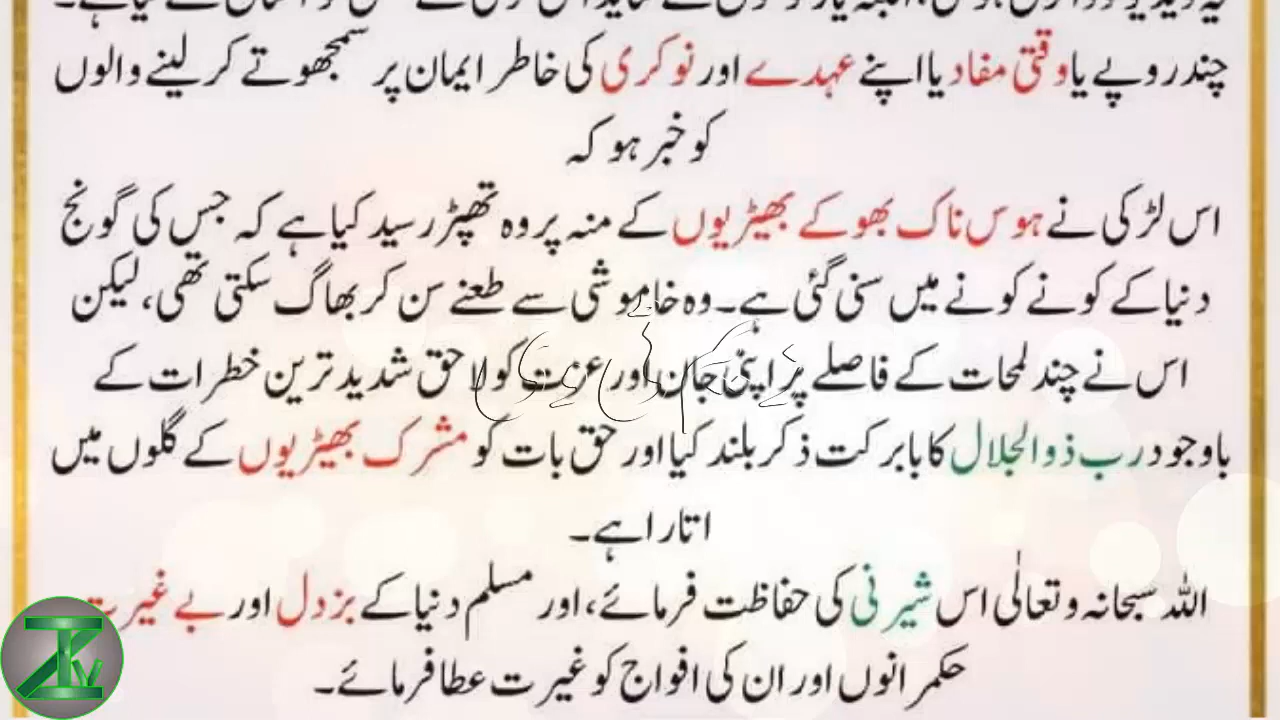 چند روپے یا وقتی مفاد یا اپنے عہدے اور نوکری کی خاطر ایمان پر سمجھوتے کر لینے والوں
کو خبر ہو کہ
اس لڑکی نے ہوس ناک بھوکے بھیڑیوں کے منہ پر وہ تھپڑ رسید کیا ہے کہ جس کی گونج
دنیا کے کونے کونے میں سنی گئی ہے۔ وہ خاموشی سے طعنے سن کر بھاگ سکتی تھی، لیکن
اس نے چند لمحات کے فاصلے پر اپنی جان اور عزت کو لاحق شدید ترین خطرات کے
باوجود رب ذوالجلال کا بابرکت ذکر بلند کیا اور حق بات کو مشرک بھیڑیوں کے گلوں میں
اتارا ہے۔
اللہ سبحانہ وتعالٰی اس شیرنی کی حفاظت فرمائے، اور مسلم دنیا کے بزدل اور بے غیرت
حکمرانوں اور ان کی افواج کو غیرت عطا فرمائے۔